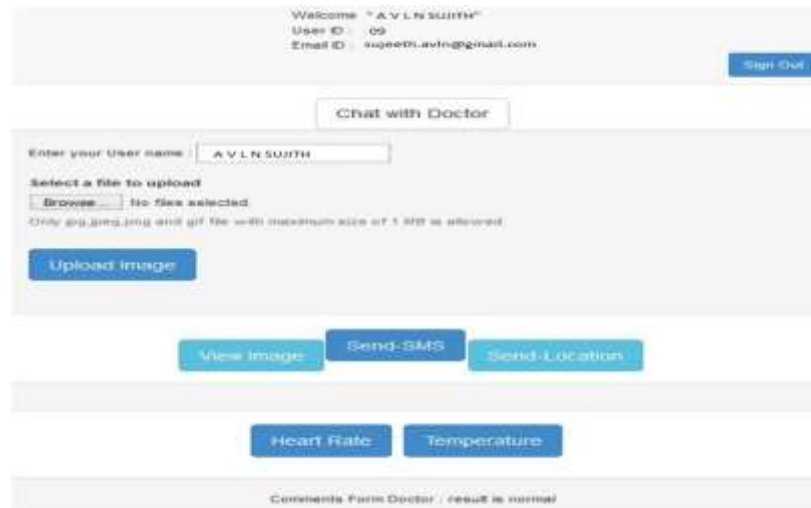 Welcome "A V L N SUJITH"
User ID : 09
Email ID : sujeeth.avln@gmail.com
Sign Out
Chat with Doctor
Enter your User name : A V L N SUJITH
Select a file to upload
Browse... No files selected.
Only jpg,jpeg,png and gif file with maximum size of 1 MB is allowed
Upload Image
View Image Send-SMS Send-Location
Heart Rate Temperature
Comments Form Doctor : result is normal